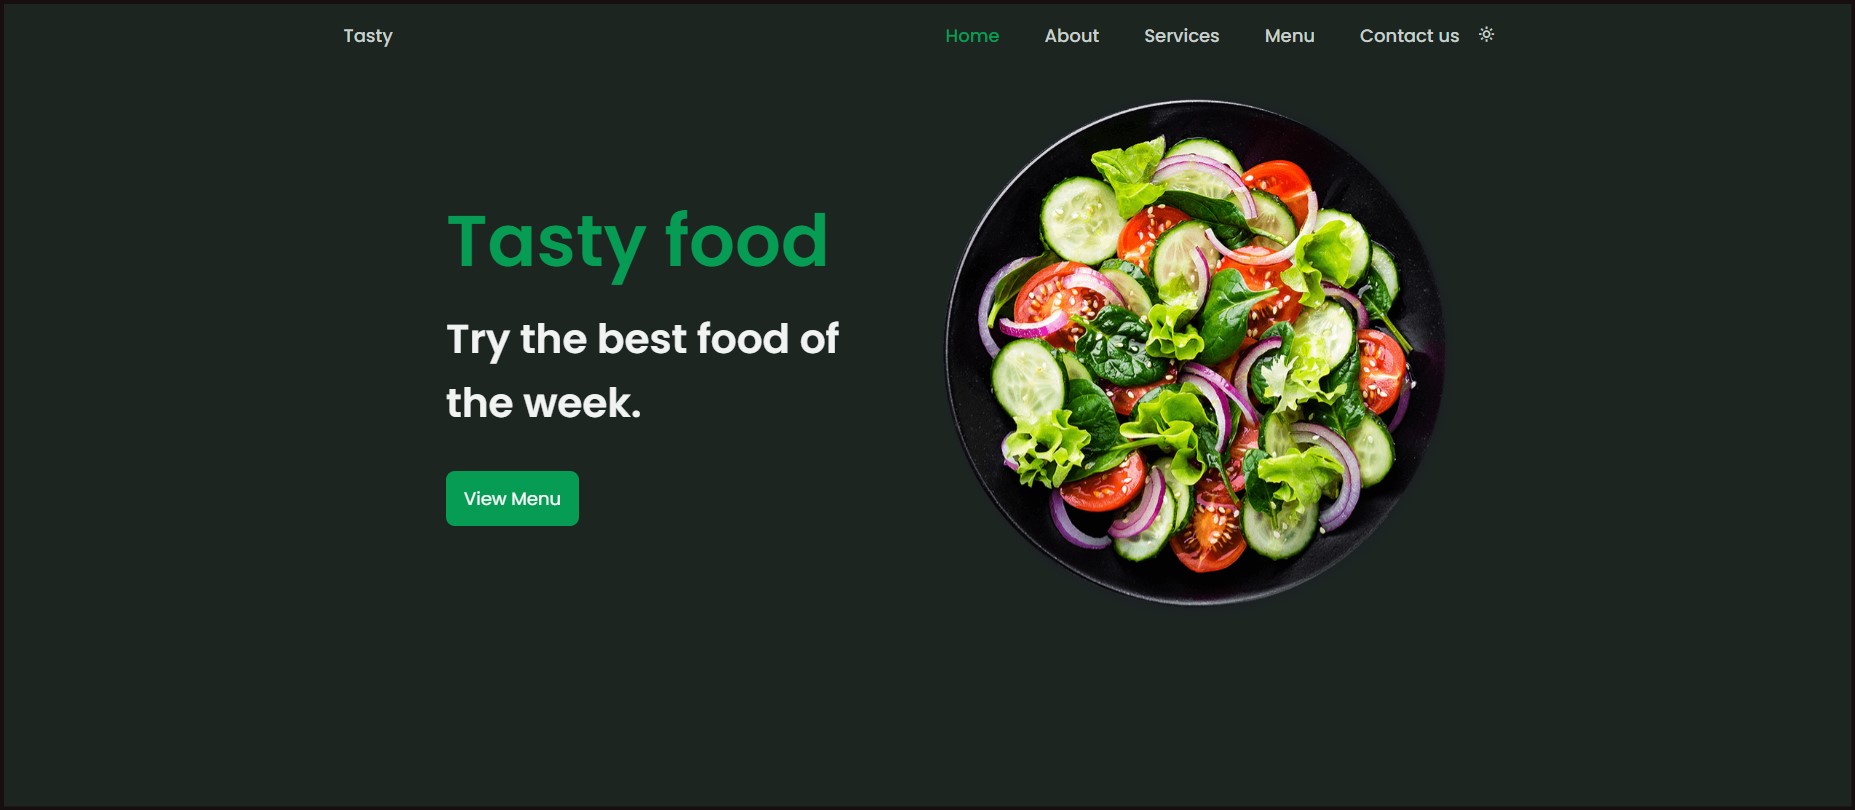 Tasty
Home About Services Menu Contact us
Tasty food
Try the best food of
the week.
View Menu